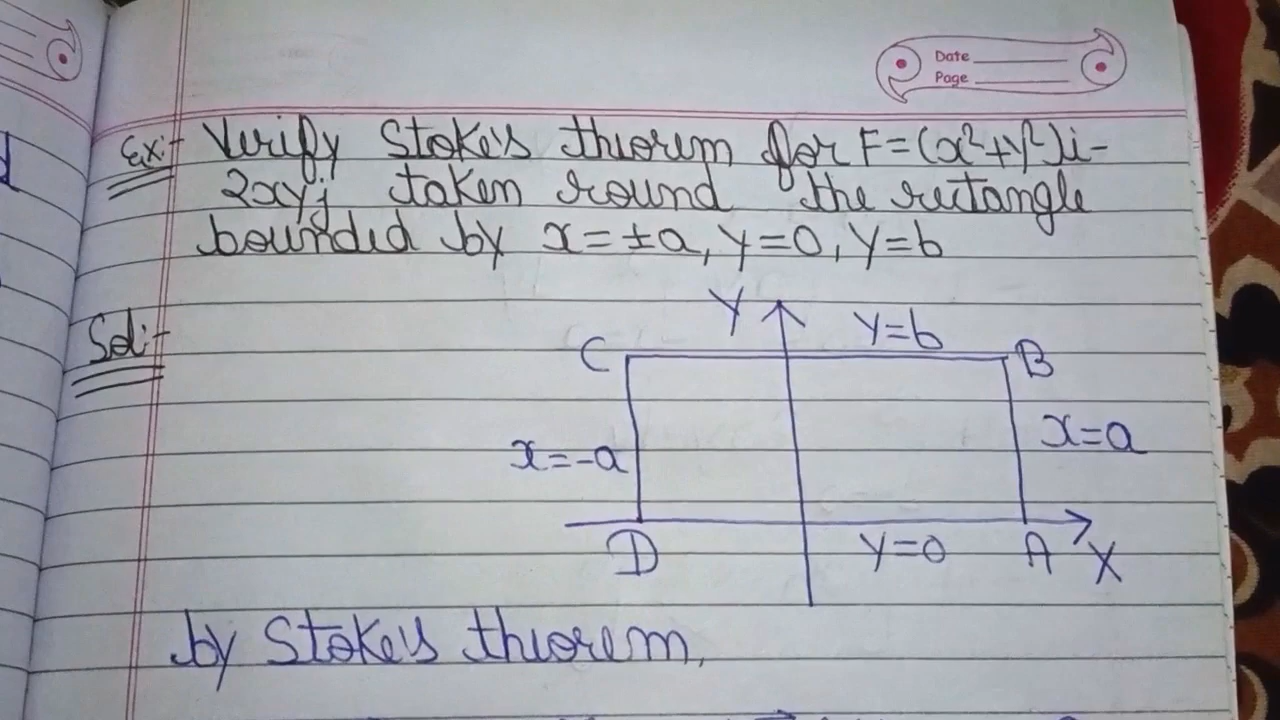 Date
Page
Ex:- Verify Stoke's theorem for F=(x²+y²)i-
2xyj taken round the rectangle
bounded by x=±a, y=0, y=b
Sol:-
Y
y=b
C
B
x=-a
x=a
D
y=0
A
X
by Stoke's theorem,